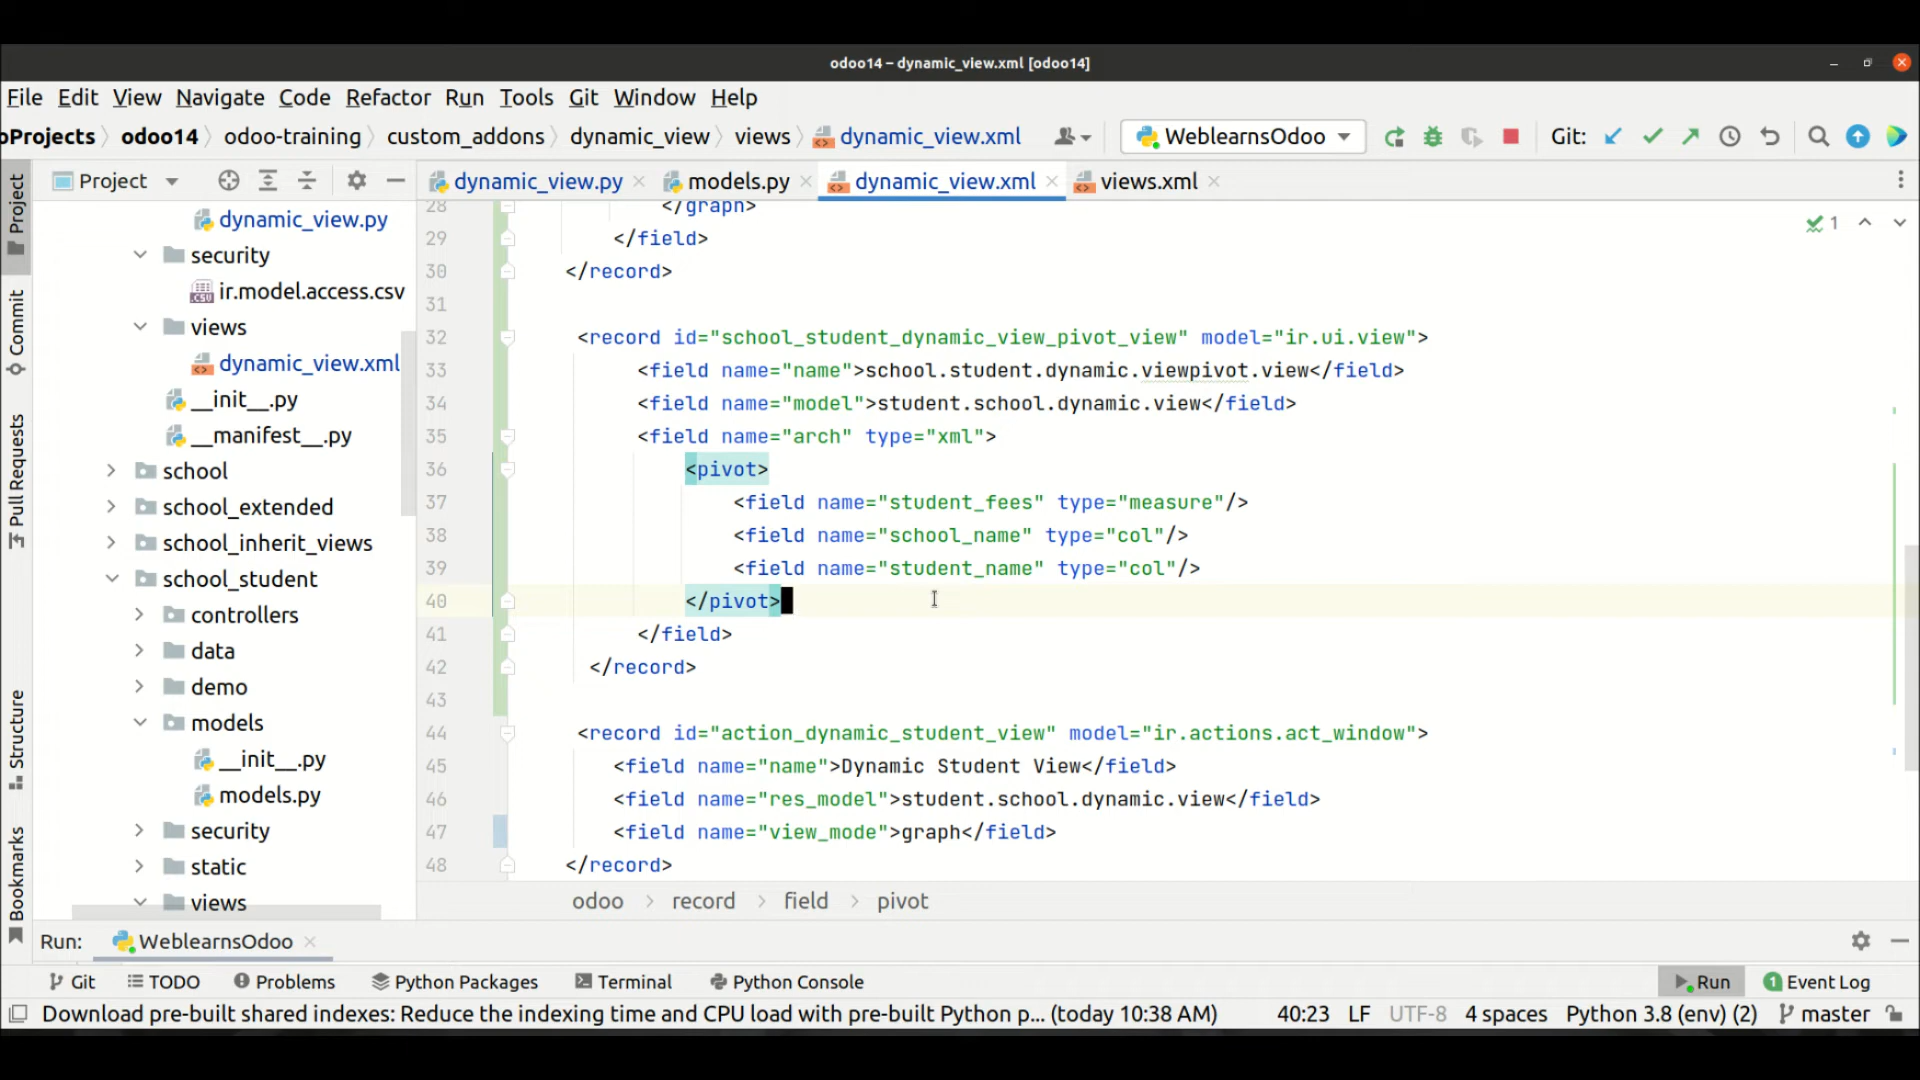 odoo14 – dynamic_view.xml [odoo14]
File Edit View Navigate Code Refactor Run Tools Git Window Help
oProjects odoo14 odoo-training custom_addons dynamic_view views dynamic_view.xml WeblearnsOdoo Git:
Project dynamic_view.py models.py dynamic_view.xml views.xml
Project
Commit
Pull Requests
Structure
Bookmarks
dynamic_view.py
security
ir.model.access.csv
views
dynamic_view.xml
__init__.py
__manifest__.py
school
school_extended
school_inherit_views
school_student
controllers
data
demo
models
__init__.py
models.py
security
static
views
1
28 </graph>
29 </field>
30 </record>
31
32 <record id="school_student_dynamic_view_pivot_view" model="ir.ui.view">
33 <field name="name">school.student.dynamic.viewpivot.view</field>
34 <field name="model">student.school.dynamic.view</field>
35 <field name="arch" type="xml">
36 <pivot>
37 <field name="student_fees" type="measure"/>
38 <field name="school_name" type="col"/>
39 <field name="student_name" type="col"/>
40 </pivot>
41 </field>
42 </record>
43
44 <record id="action_dynamic_student_view" model="ir.actions.act_window">
45 <field name="name">Dynamic Student View</field>
46 <field name="res_model">student.school.dynamic.view</field>
47 <field name="view_mode">graph</field>
48 </record>
odoo record field pivot
Run: WeblearnsOdoo
Git TODO Problems Python Packages Terminal Python Console Run 1 Event Log
Download pre-built shared indexes: Reduce the indexing time and CPU load with pre-built Python p... (today 10:38 AM) 40:23 LF UTF-8 4 spaces Python 3.8 (env) (2) master